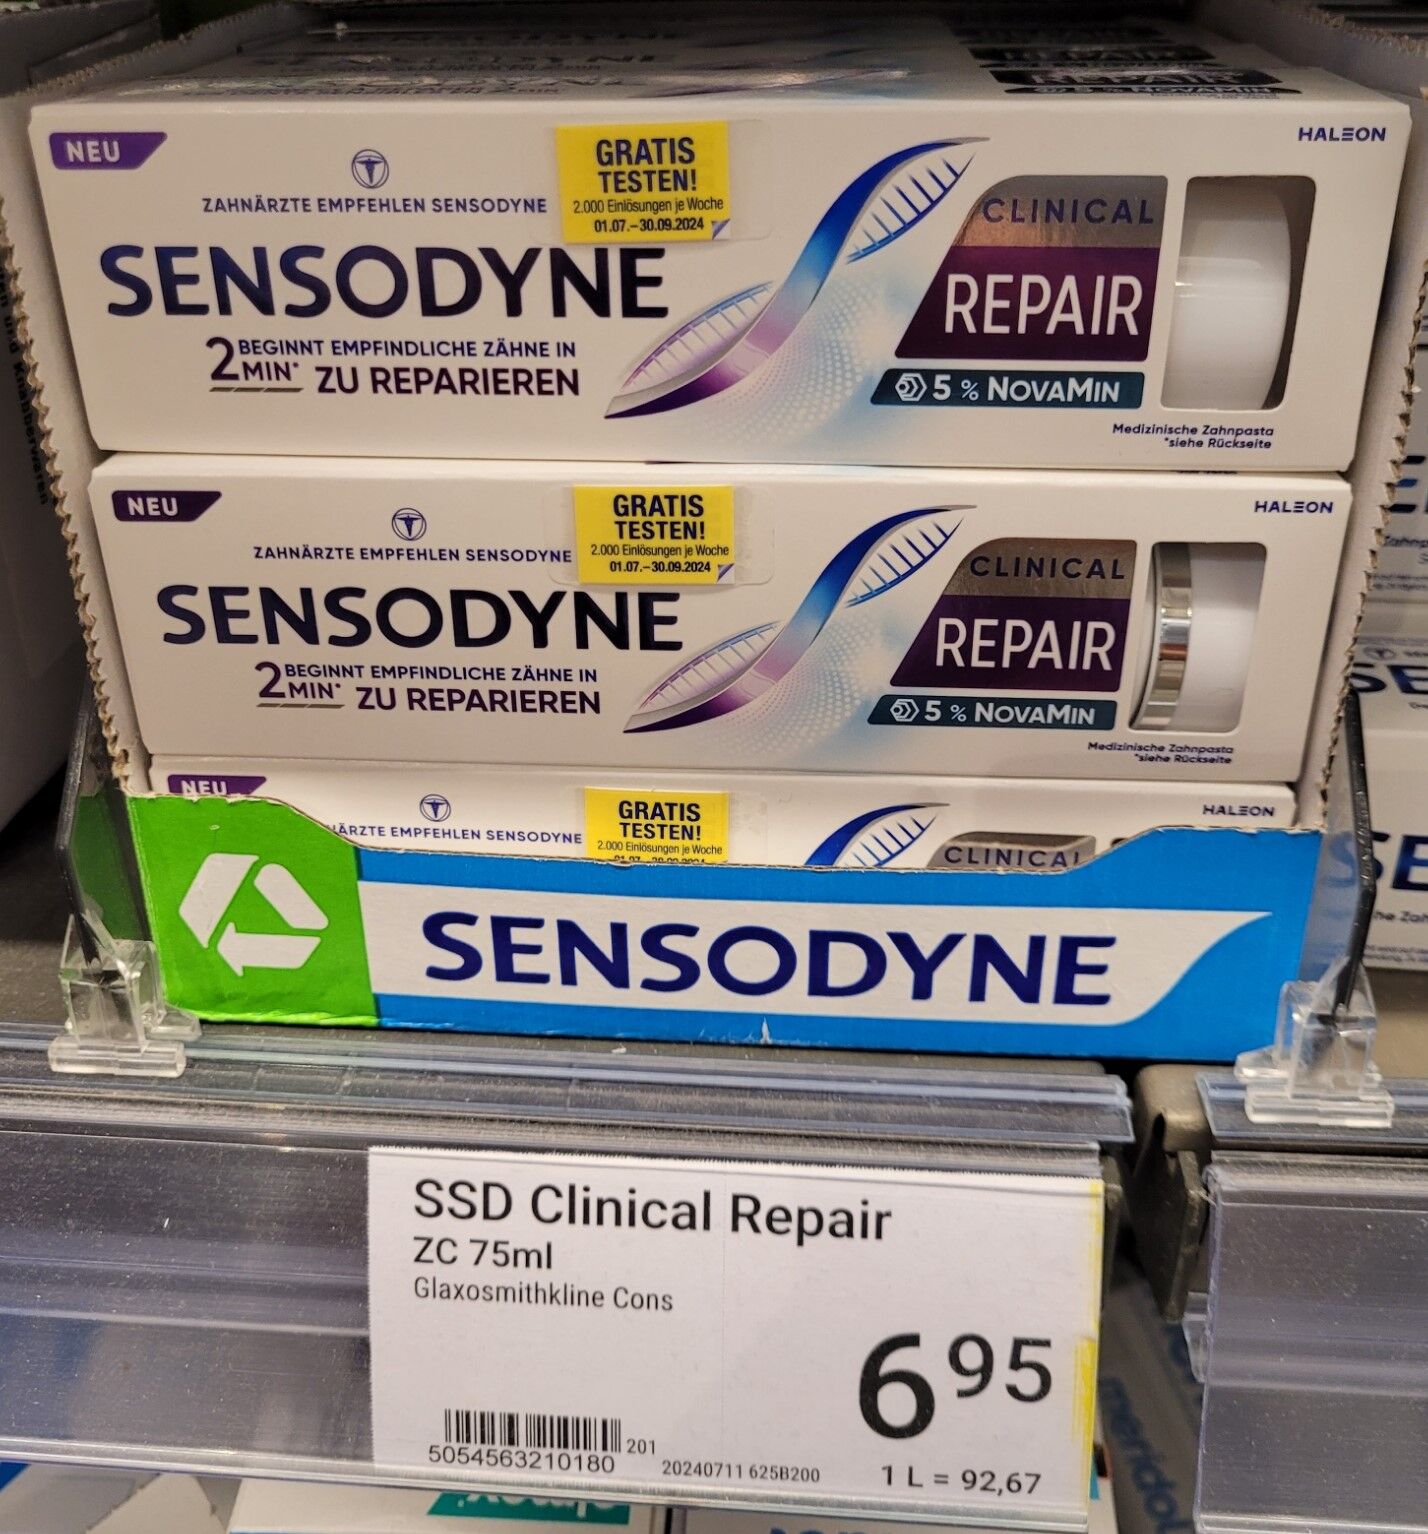 NEU
ZAHNÄRZTE EMPFEHLEN SENSODYNE
GRATIS
TESTEN!
2.000 Einlösungen je Woche
01.07.–30.09.2024
HALEON
SENSODYNE
2 MIN* BEGINNT EMPFINDLICHE ZÄHNE IN
ZU REPARIEREN
CLINICAL
REPAIR
5 % NOVAMIN
Medizinische Zahnpasta
*siehe Rückseite
NEU
ZAHNÄRZTE EMPFEHLEN SENSODYNE
GRATIS
TESTEN!
2.000 Einlösungen je Woche
01.07.–30.09.2024
HALEON
SENSODYNE
2 MIN* BEGINNT EMPFINDLICHE ZÄHNE IN
ZU REPARIEREN
CLINICAL
REPAIR
5 % NOVAMIN
Medizinische Zahnpasta
*siehe Rückseite
NEU
EMPFEHLEN SENSODYNE
GRATIS
TESTEN!
2.000 Einlösungen je Woche
HALEON
CLINICAL
SENSODYNE
SSD Clinical Repair
ZC 75ml
Glaxosmithkline Cons
6 95
5054563210180 201
20240711 625B200
1 L = 92,67